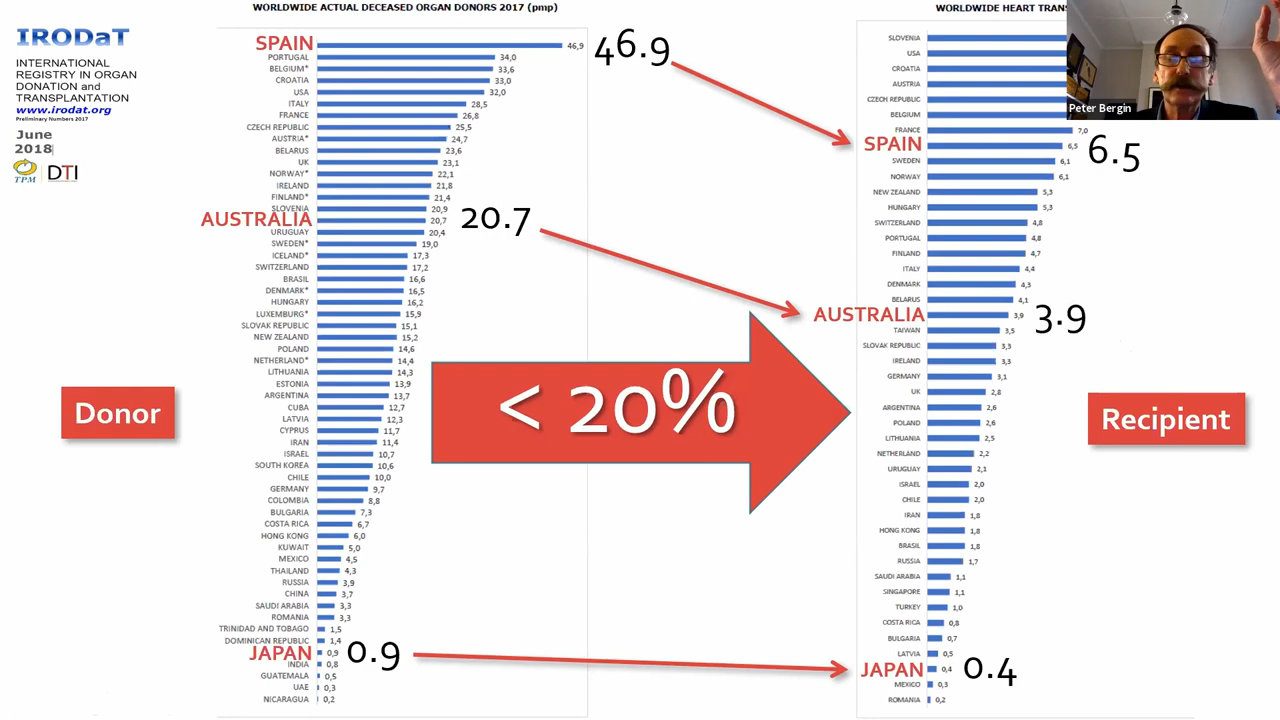 WORLDWIDE ACTUAL DECEASED ORGAN DONORS 2017 (pmp)
IRODaT
INTERNATIONAL
REGISTRY IN ORGAN
DONATION and
TRANSPLANTATION
www.irodat.org
Preliminary Numbers 2017
June
2018
TPM DTI
SPAIN 46,9 46.9
PORTUGAL 34,0
BELGIUM* 33,6
CROATIA 33,0
USA 32,0
ITALY 28,5
FRANCE 26,8
CZECH REPUBLIC 25,5
AUSTRIA* 24,7
BELARUS 23,6
UK 23,1
NORWAY* 22,1
IRELAND 21,8
FINLAND* 21,4
SLOVENIA 20,9
AUSTRALIA 20,7 20.7
URUGUAY 20,4
SWEDEN* 19,0
ICELAND* 17,3
SWITZERLAND 17,2
BRASIL 16,6
DENMARK* 16,5
HUNGARY 16,2
LUXEMBURG* 15,9
SLOVAK REPUBLIC 15,1
NEW ZEALAND 15,2
POLAND 14,6
NETHERLAND* 14,4
LITHUANIA 14,3
ESTONIA 13,9
ARGENTINA 13,7
CUBA 12,7
LATVIA 12,3
CYPRUS 11,7
IRAN 11,4
ISRAEL 10,7
SOUTH KOREA 10,6
CHILE 10,0
GERMANY 9,7
COLOMBIA 8,8
BULGARIA 7,3
COSTA RICA 6,7
HONG KONG 6,0
KUWAIT 5,0
MEXICO 4,5
THAILAND 4,3
RUSSIA 3,9
CHINA 3,7
SAUDI ARABIA 3,3
ROMANIA 3,3
TRINIDAD AND TOBAGO 1,5
DOMINICAN REPUBLIC 1,4
JAPAN 0,9 0.9
INDIA 0,8
GUATEMALA 0,5
UAE 0,3
NICARAGUA 0,2
Donor
< 20%
WORLDWIDE HEART TRANS
Peter Bergin
SLOVENIA
USA
CROATIA
AUSTRIA
CZECH REPUBLIC
BELGIUM
FRANCE 7,0
SPAIN 6,5 6.5
SWEDEN 6,1
NORWAY 6,1
NEW ZEALAND 5,3
HUNGARY 5,3
SWITZERLAND 4,8
PORTUGAL 4,8
FINLAND 4,7
ITALY 4,4
DENMARK 4,3
BELARUS 4,1
AUSTRALIA 3,9 3.9
TAIWAN 3,5
SLOVAK REPUBLIC 3,3
IRELAND 3,3
GERMANY 3,1
UK 2,8
ARGENTINA 2,6
POLAND 2,6
LITHUANIA 2,5
NETHERLAND 2,2
URUGUAY 2,1
ISRAEL 2,0
CHILE 2,0
IRAN 1,8
HONG KONG 1,8
BRASIL 1,8
RUSSIA 1,7
SAUDI ARABIA 1,1
SINGAPORE 1,1
TURKEY 1,0
COSTA RICA 0,8
BULGARIA 0,7
LATVIA 0,5
JAPAN 0,4 0.4
MEXICO 0,3
ROMANIA 0,2
Recipient